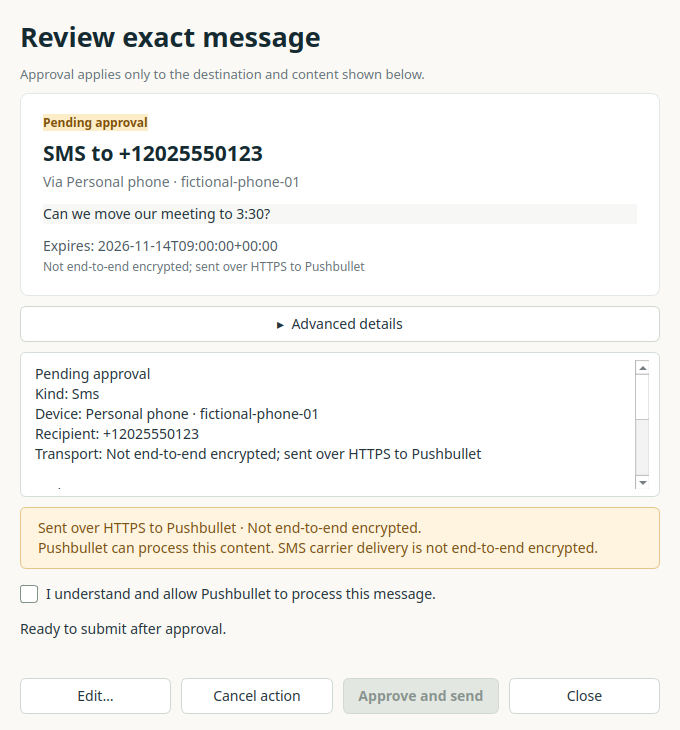 Review exact message
Approval applies only to the destination and content shown below.
Pending approval
SMS to +12025550123
Via Personal phone · fictional-phone-01
Can we move our meeting to 3:30?
Expires: 2026-11-14T09:00:00+00:00
Not end-to-end encrypted; sent over HTTPS to Pushbullet
▸ Advanced details
Pending approval
Kind: Sms
Device: Personal phone · fictional-phone-01
Recipient: +12025550123
Transport: Not end-to-end encrypted; sent over HTTPS to Pushbullet
Sent over HTTPS to Pushbullet · Not end-to-end encrypted.
Pushbullet can process this content. SMS carrier delivery is not end-to-end encrypted.
I understand and allow Pushbullet to process this message.
Ready to submit after approval.
Edit...
Cancel action
Approve and send
Close